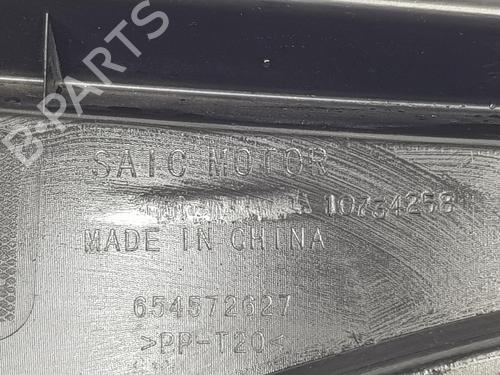 B-PARTS
SAIC MOTOR
10734258
MADE IN CHINA
654572627
>PP-T20<